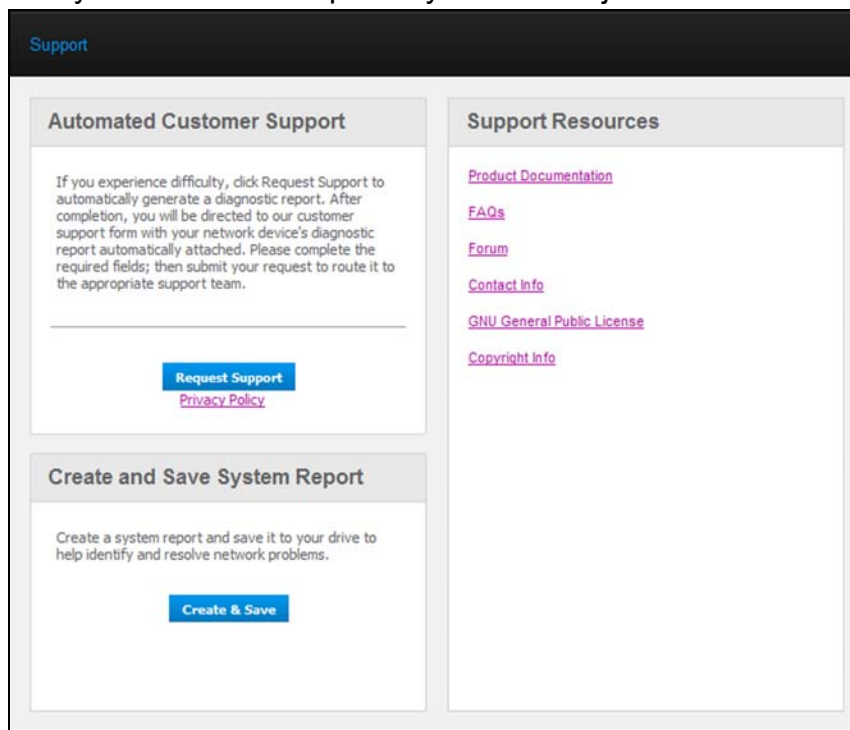 Support
Automated Customer Support
If you experience difficulty, click Request Support to
automatically generate a diagnostic report. After
completion, you will be directed to our customer
support form with your network device's diagnostic
report automatically attached. Please complete the
required fields; then submit your request to route it to
the appropriate support team.
Request Support
Privacy Policy
Create and Save System Report
Create a system report and save it to your drive to
help identify and resolve network problems.
Create & Save
Support Resources
Product Documentation
FAQs
Forum
Contact Info
GNU General Public License
Copyright Info